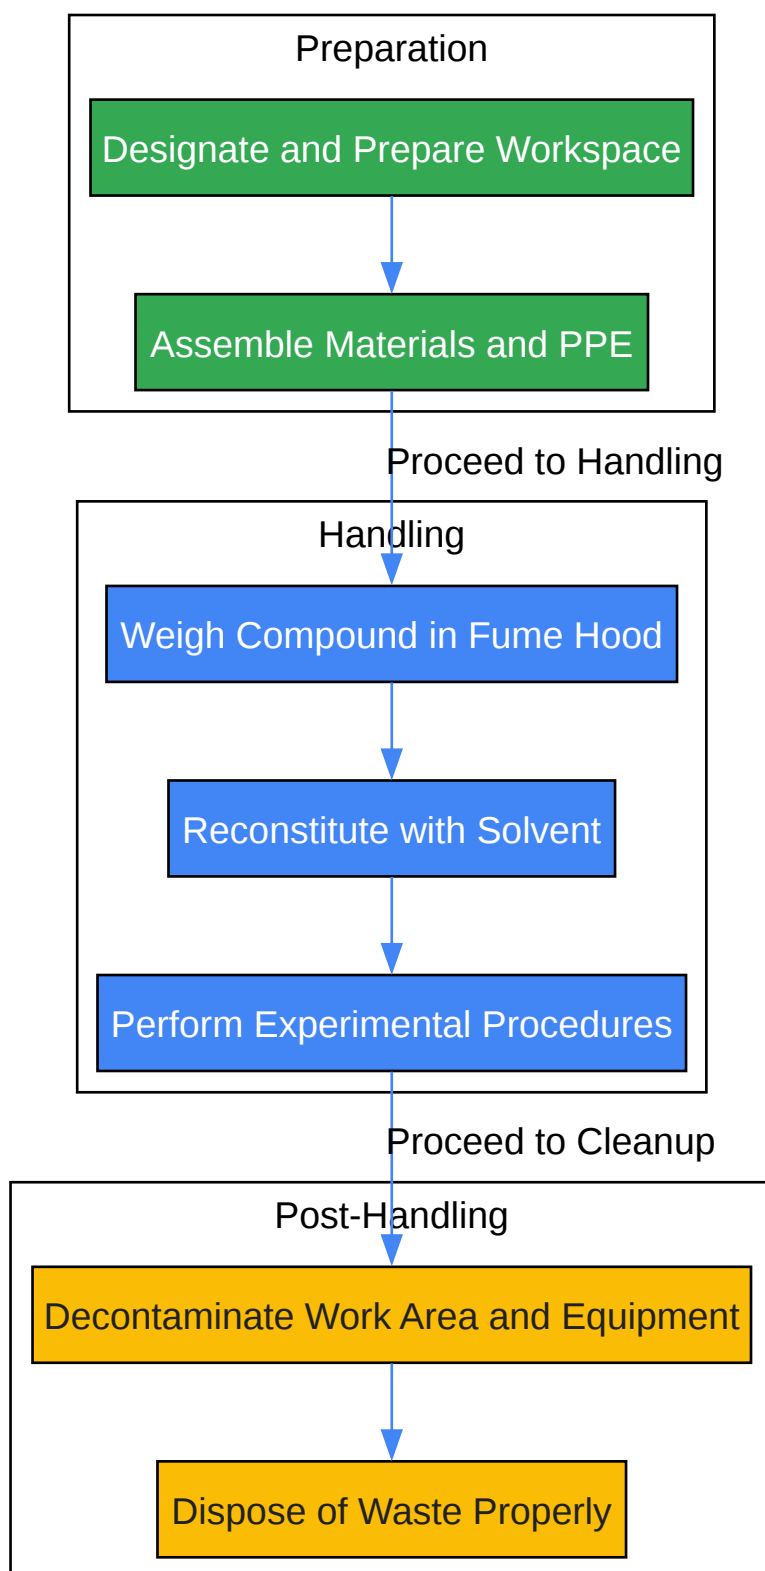 Preparation
Designate and Prepare Workspace
Assemble Materials and PPE
Proceed to Handling
Handling
Weigh Compound in Fume Hood
Reconstitute with Solvent
Perform Experimental Procedures
Proceed to Cleanup
Post-Handling
Decontaminate Work Area and Equipment
Dispose of Waste Properly